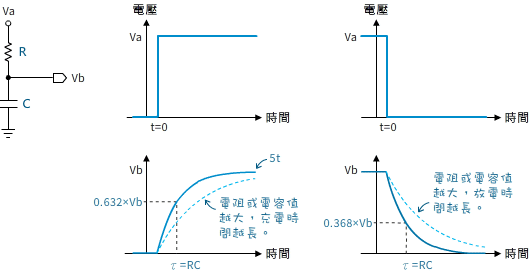 Va
R
Vb
C
電壓
Va
t=0
時間
電壓
Va
t=0
時間
Vb
5t
0.632×Vb
電阻或電容值
越大，充電時
間越長。
τ=RC
時間
Vb
電阻或電容值
越大，放電時
間越長。
0.368×Vb
τ=RC
時間